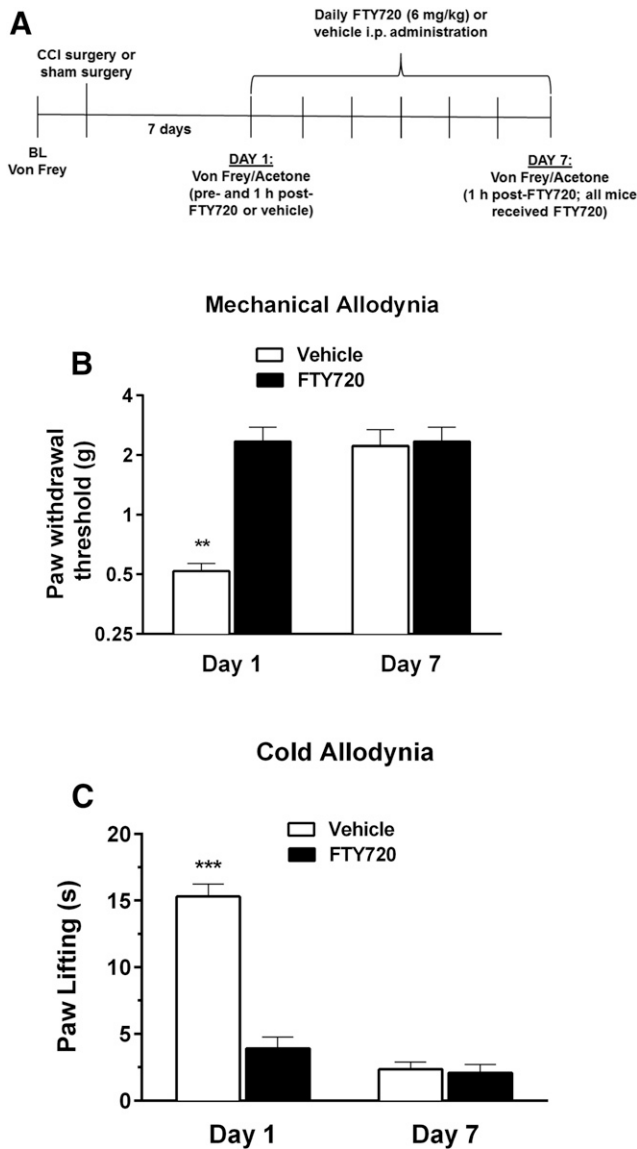 A
Daily FTY720 (6 mg/kg) or
vehicle i.p. administration
CCI surgery or
sham surgery
7 days
BL
Von Frey
DAY 1:
Von Frey/Acetone
(pre- and 1 h post-
FTY720 or vehicle)
DAY 7:
Von Frey/Acetone
(1 h post-FTY720; all mice
received FTY720)
Mechanical Allodynia
B
Vehicle
FTY720
Paw withdrawal
threshold (g)
4
2
1
0.5
0.25
**
Day 1
Day 7
Cold Allodynia
C
Vehicle
FTY720
Paw Lifting (s)
20
15
10
5
0
***
Day 1
Day 7